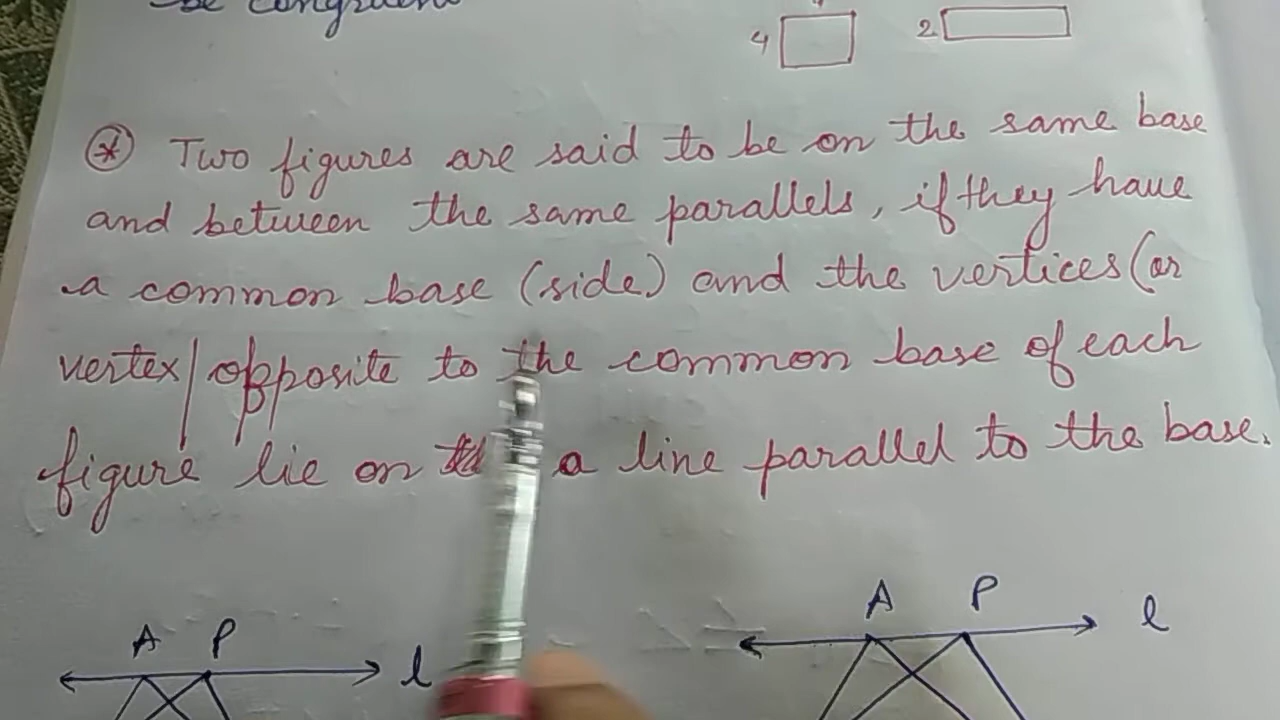 be congruent
4 2
⊛ Two figures are said to be on the same base
and between the same parallels, if they have
a common base (side) and the vertices (or
vertex) opposite to the common base of each
figure lie on a line parallel to the base.
A P l
A P l